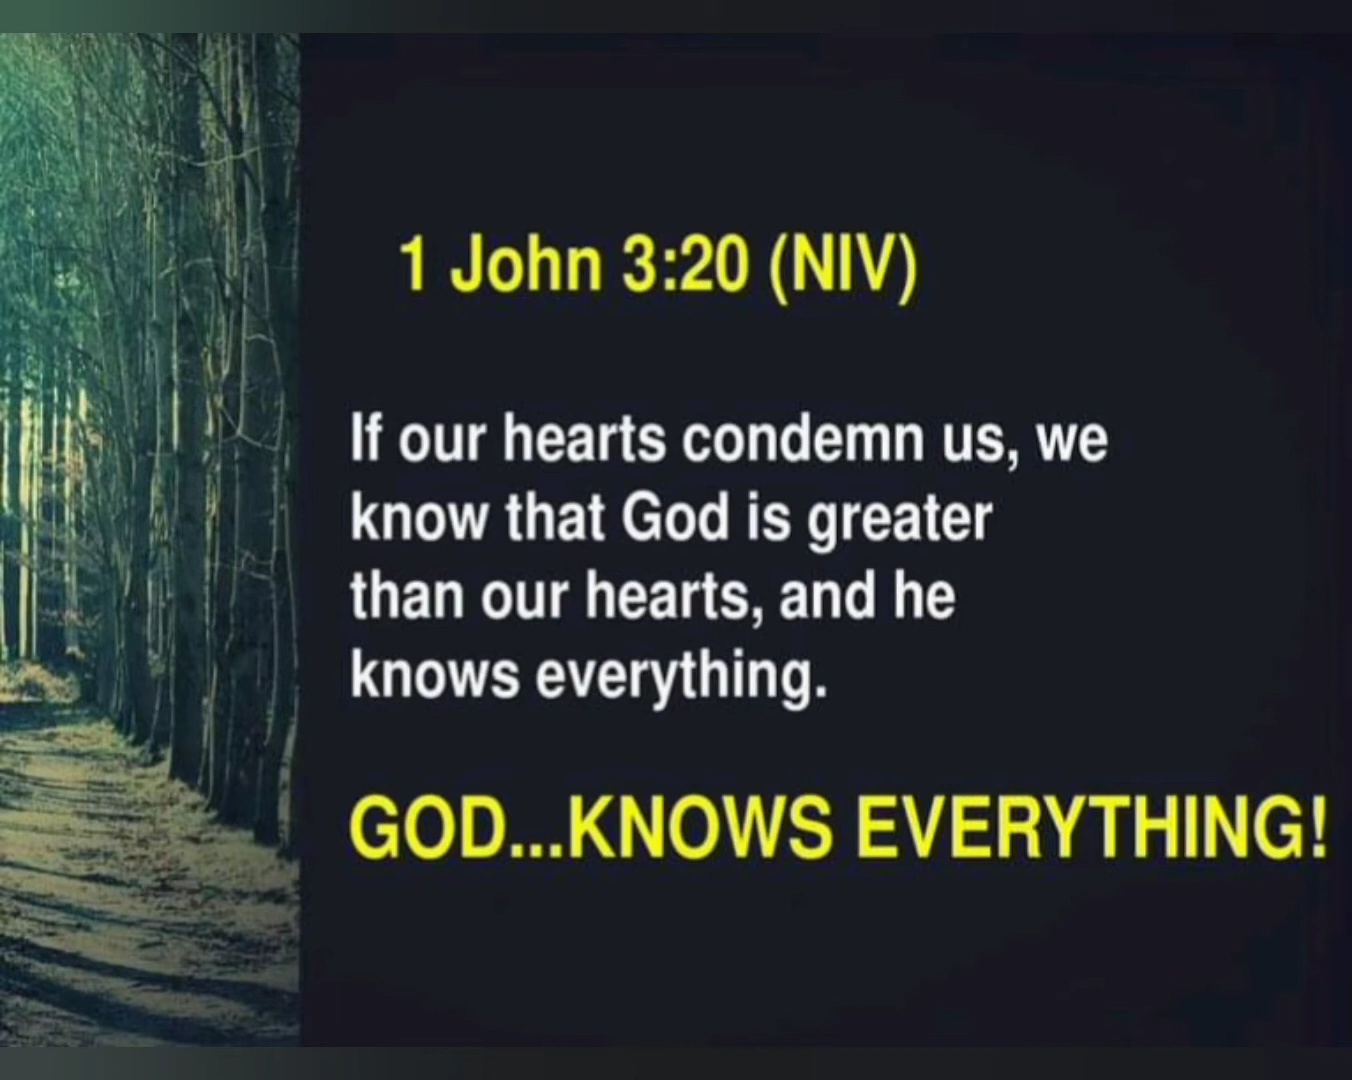 1 John 3:20 (NIV)
If our hearts condemn us, we
know that God is greater
than our hearts, and he
knows everything.
GOD...KNOWS EVERYTHING!